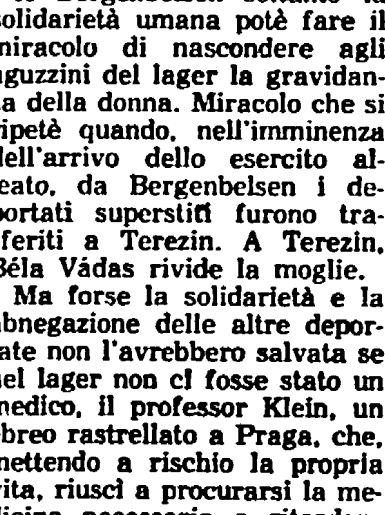 solidarietà umana potè fare il
miracolo di nascondere agli
aguzzini del lager la gravidan-
za della donna. Miracolo che si
ripetè quando, nell'imminenza
dell'arrivo dello esercito al-
leato, da Bergenbelsen i de-
portati superstiti furono tra-
sferiti a Terezin. A Terezin,
Béla Vádas rivide la moglie.
Ma forse la solidarietà e la
abnegazione delle altre depor-
tate non l'avrebbero salvata se
nel lager non ci fosse stato un
medico, il professor Klein, un
ebreo rastrellato a Praga, che,
mettendo a rischio la propria
vita, riuscì a procurarsi la me-